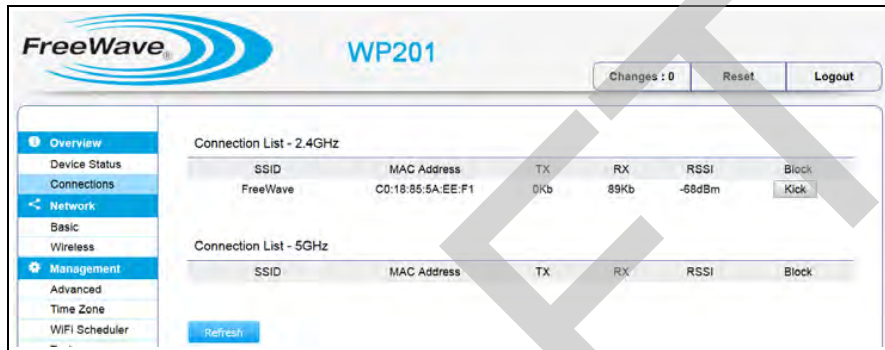 FreeWave®
WP201
Changes : 0 Reset Logout
Overview
Device Status
Connections
Network
Basic
Wireless
Management
Advanced
Time Zone
WiFi Scheduler
Connection List - 2.4GHz
SSID MAC Address TX RX RSSI Block
FreeWave C0:18:85:5A:EE:F1 0Kb 89Kb -68dBm Kick
Connection List - 5GHz
SSID MAC Address TX RX RSSI Block
Refresh